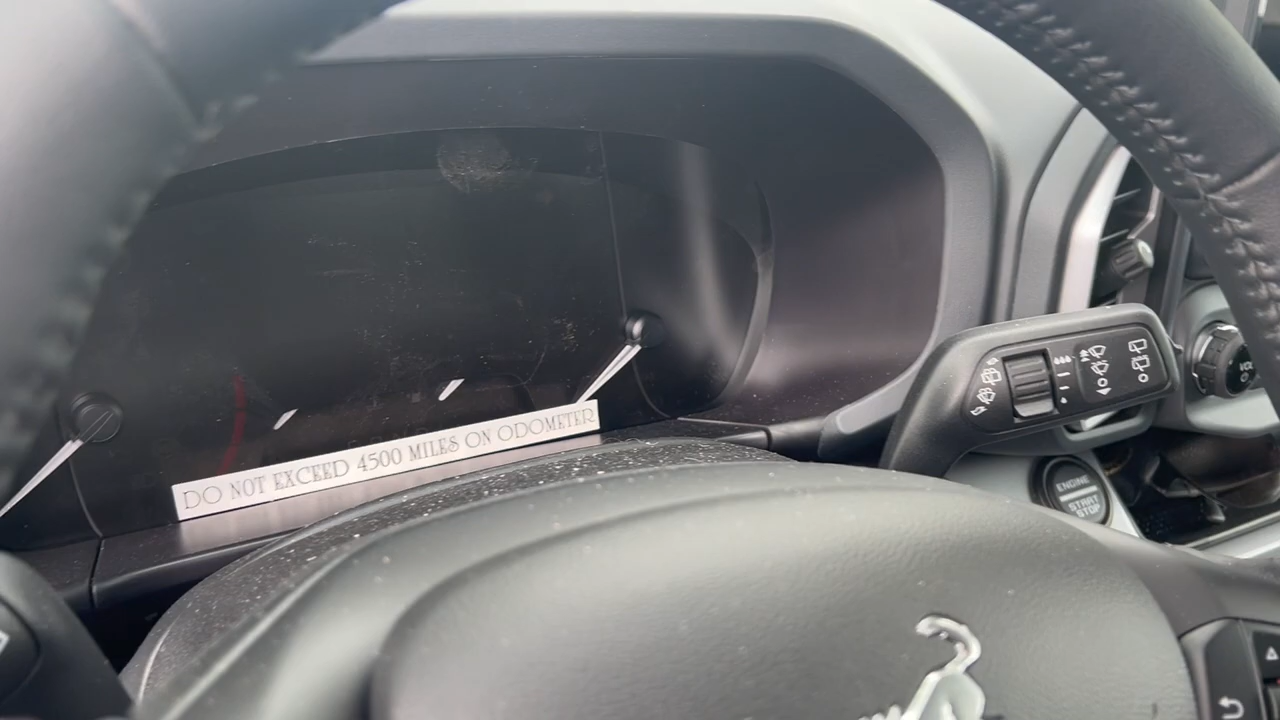 DO NOT EXCEED 4500 MILES ON ODOMETER
ENGINE
START
STOP